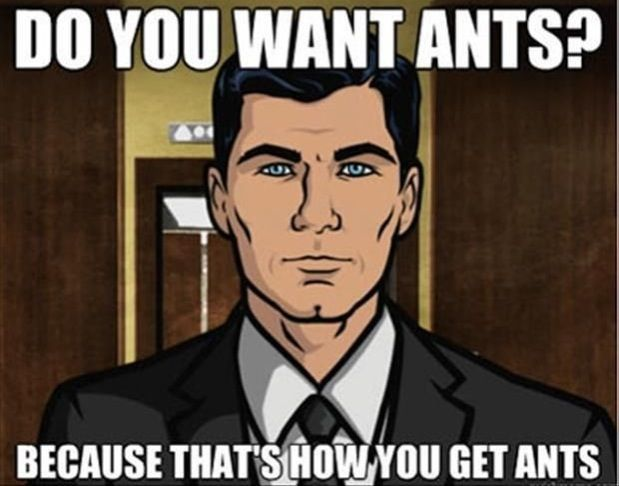 DO YOU WANT ANTS?
BECAUSE THAT'S HOW YOU GET ANTS